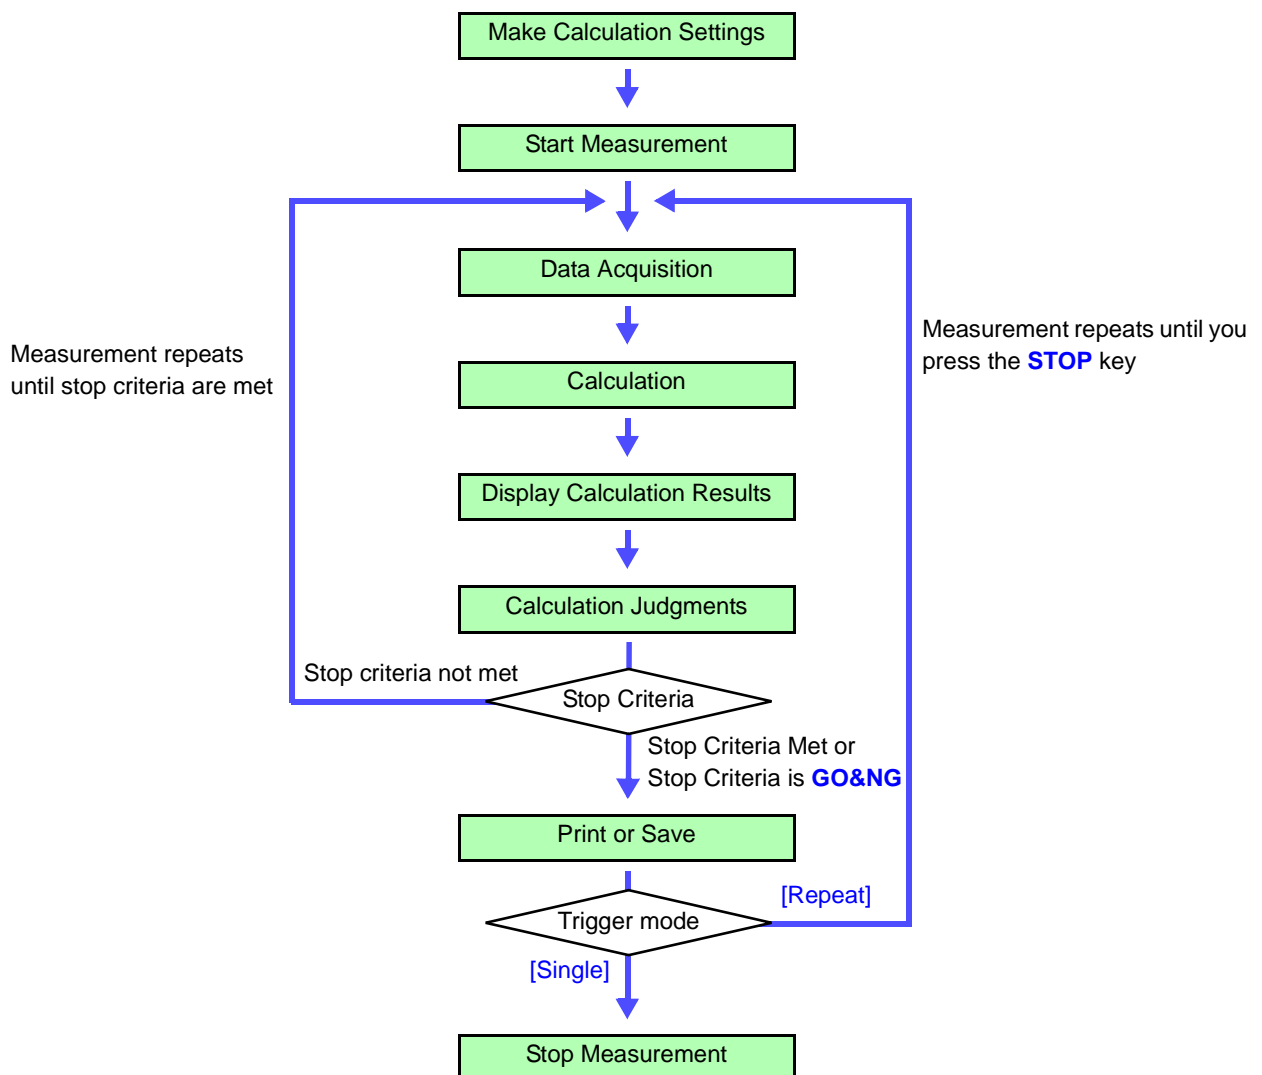 Make Calculation Settings
Start Measurement
Data Acquisition
Measurement repeats until you
press the STOP key
Measurement repeats
until stop criteria are met
Calculation
Display Calculation Results
Calculation Judgments
Stop criteria not met
Stop Criteria
Stop Criteria Met or
Stop Criteria is GO&NG
Print or Save
[Repeat]
Trigger mode
[Single]
Stop Measurement